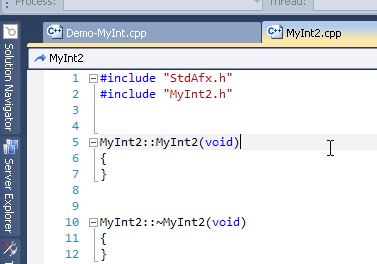 Process:
Thread:
Demo-MyInt.cpp
MyInt2.cpp
MyInt2
Solution Navigator
Server Explorer
1 #include "StdAfx.h"
2 #include "MyInt2.h"
3
4
5 MyInt2::MyInt2(void)
6 {
7 }
8
9
10 MyInt2::~MyInt2(void)
11 {
12 }